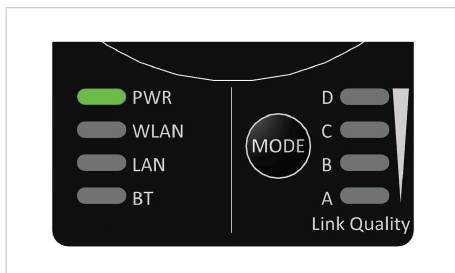 PWR
WLAN
LAN
BT
MODE
D
C
B
A
Link Quality